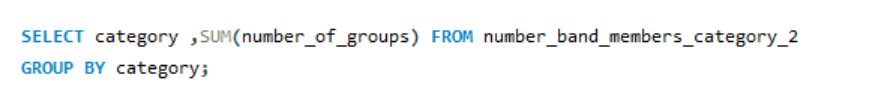 SELECT category ,SUM(number_of_groups) FROM number_band_members_category_2
GROUP BY category;